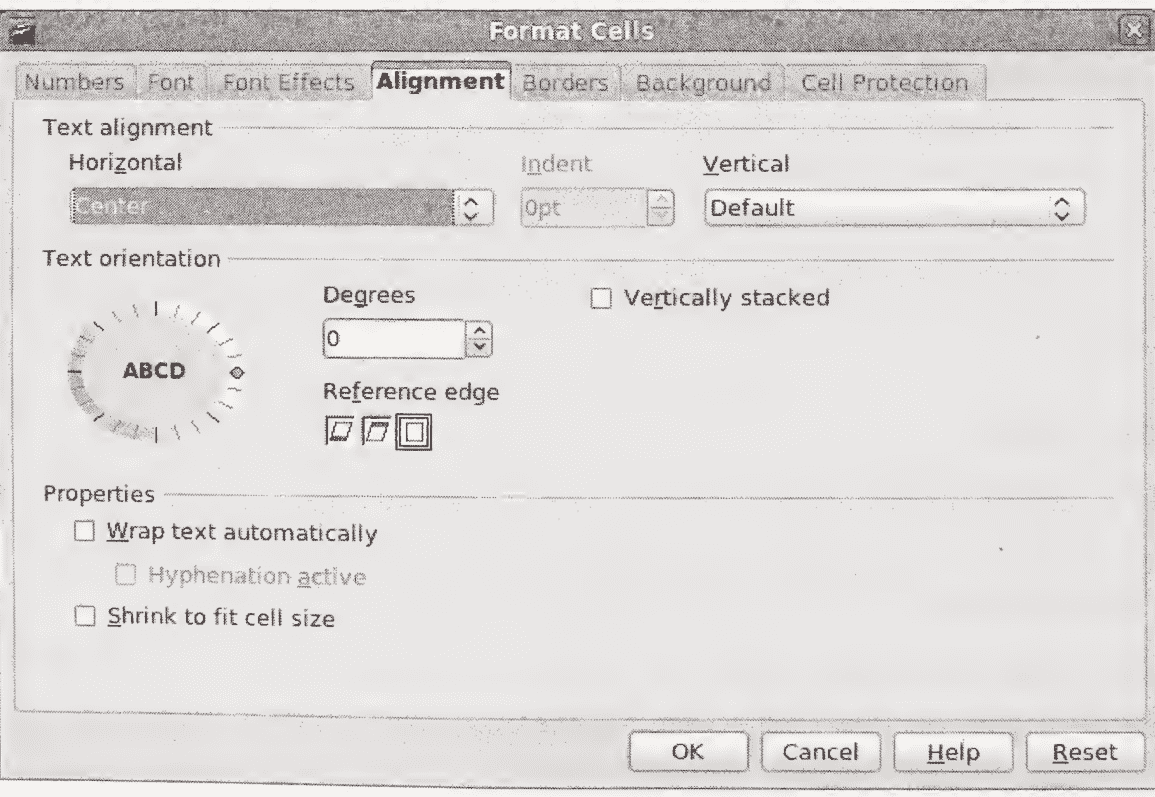 Format Cells
Numbers Font Font Effects Alignment Borders Background Cell Protection
Text alignment
Horizontal Indent Vertical
Center 0pt Default
Text orientation
Degrees Vertically stacked
0
ABCD
Reference edge
Properties
Wrap text automatically
Hyphenation active
Shrink to fit cell size
OK Cancel Help Reset